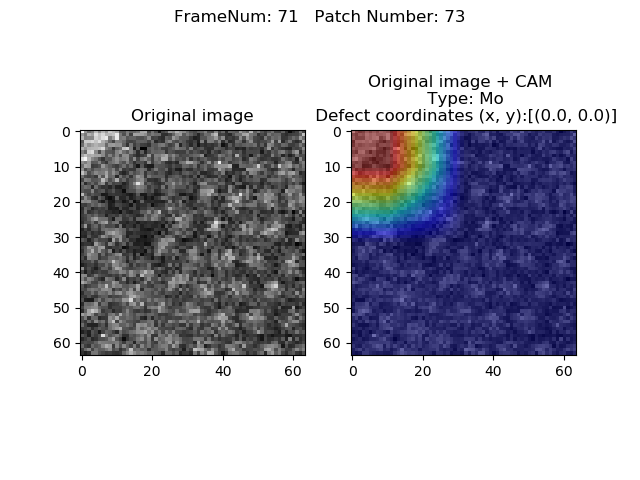 FrameNum: 71   Patch Number: 73
Original image
0
10
20
30
40
50
60
0 20 40 60
Original image + CAM
Type: Mo
Defect coordinates (x, y):[(0.0, 0.0)]
0
10
20
30
40
50
60
0 20 40 60